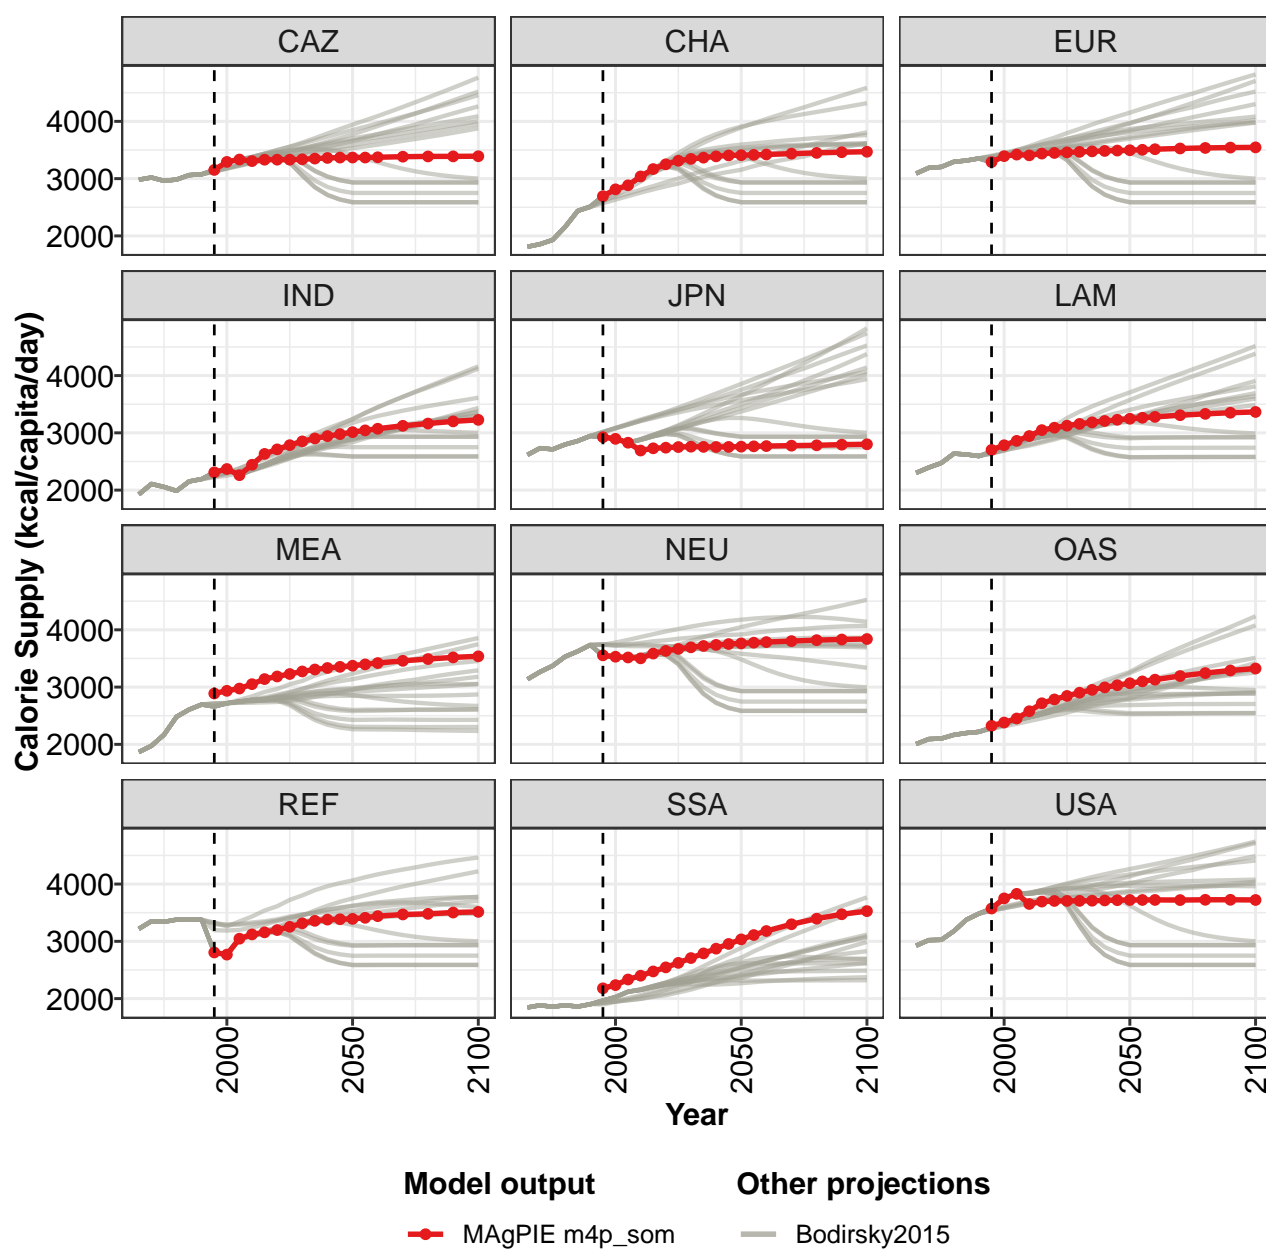 CAZ CHA EUR
4000
3000
2000
IND JPN LAM
4000
3000
2000
MEA NEU OAS
4000
3000
2000
REF SSA USA
4000
3000
2000
Calorie Supply (kcal/capita/day)
2000 2050 2100 2000 2050 2100 2000 2050 2100
Year
Model output Other projections
MAgPIE m4p_som Bodirsky2015